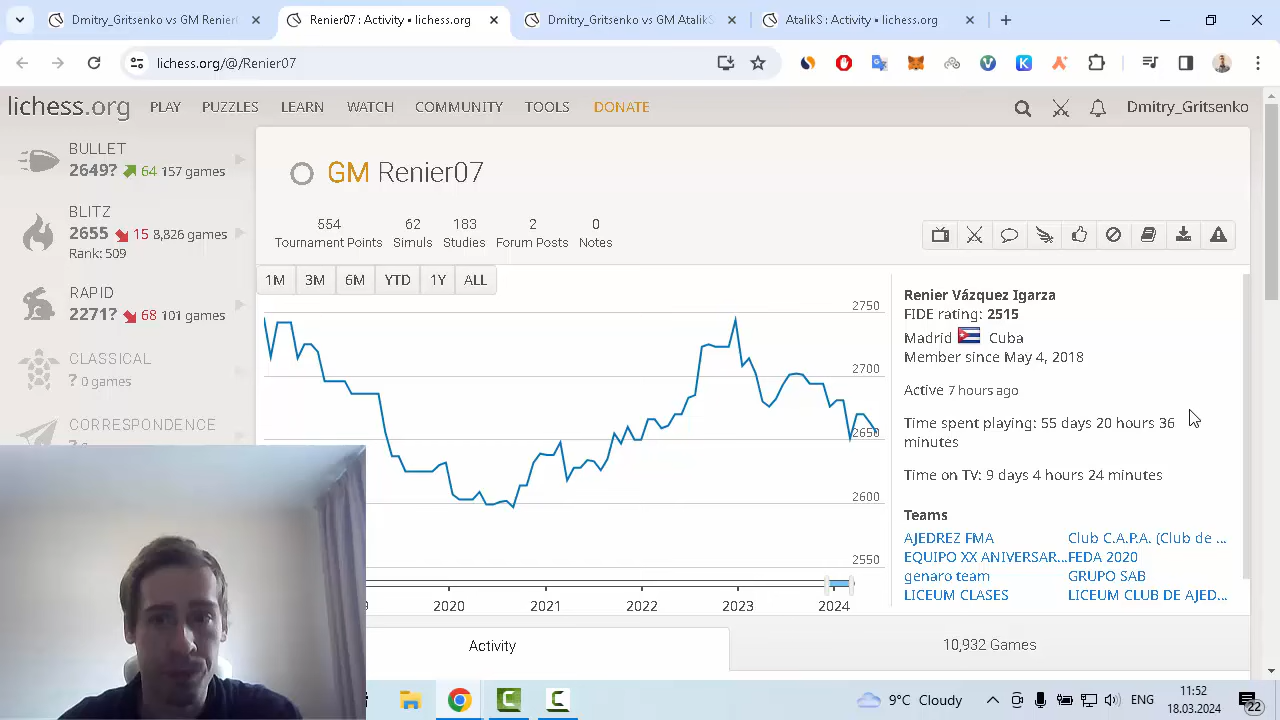 Dmitry_Gritsenko vs GM Renier
Renier07 : Activity • lichess.org
Dmitry_Gritsenko vs GM AtalikS
AtalikS : Activity • lichess.org
lichess.org/@/Renier07
lichess.org
PLAY
PUZZLES
LEARN
WATCH
COMMUNITY
TOOLS
DONATE
Dmitry_Gritsenko
BULLET
2649? 64 157 games
BLITZ
2655 15 8,826 games
Rank: 509
RAPID
2271? 68 101 games
CLASSICAL
? 0 games
CORRESPONDENCE
GM Renier07
554
Tournament Points
62
Simuls
183
Studies
2
Forum Posts
0
Notes
1M
3M
6M
YTD
1Y
ALL
2750
2700
2650
2600
2550
2020
2021
2022
2023
2024
Renier Vázquez Igarza
FIDE rating: 2515
Madrid Cuba
Member since May 4, 2018
Active 7 hours ago
Time spent playing: 55 days 20 hours 36
minutes
Time on TV: 9 days 4 hours 24 minutes
Teams
AJEDREZ FMA
Club C.A.P.A. (Club de ...
EQUIPO XX ANIVERSAR...
FEDA 2020
genaro team
GRUPO SAB
LICEUM CLASES
LICEUM CLUB DE AJED...
Activity
10,932 Games
9°C Cloudy
ENG
11:52
18.03.2024
22